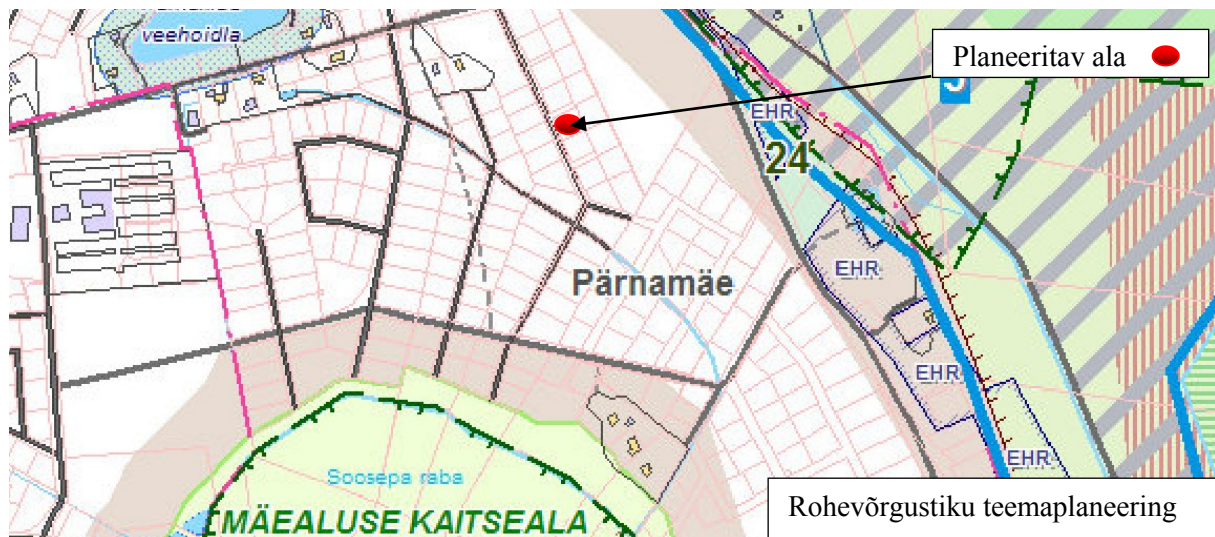 veehoidla
Planeeritav ala
EHR
24
Pärnamäe
EHR
EHR
EHR
Soosepa raba
MÄEALUSE KAITSEALA
Rohevõrgustiku teemaplaneering